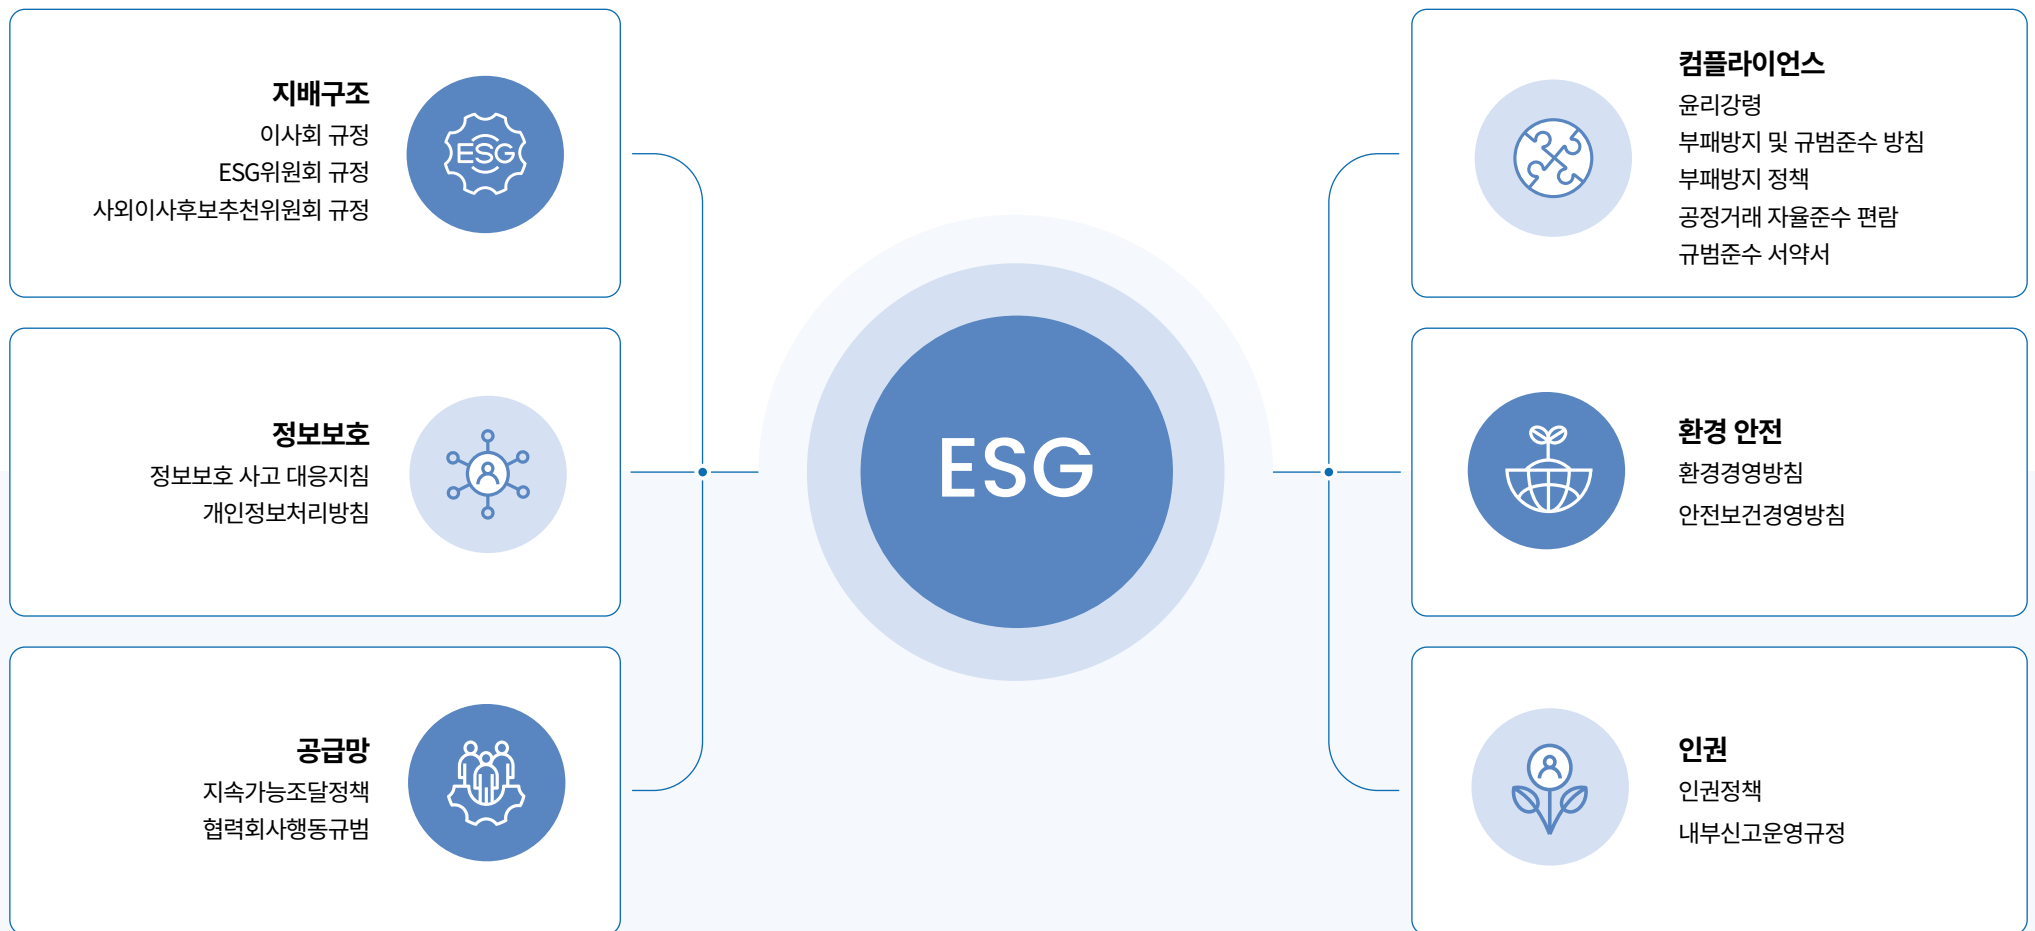 지배구조
이사회 규정
ESG위원회 규정
사외이사후보추천위원회 규정
ESG
정보보호
정보보호 사고 대응지침
개인정보처리방침
공급망
지속가능조달정책
협력회사행동규범
ESG
컴플라이언스
윤리강령
부패방지 및 규범준수 방침
부패방지 정책
공정거래 자율준수 편람
규범준수 서약서
환경 안전
환경경영방침
안전보건경영방침
인권
인권정책
내부신고운영규정